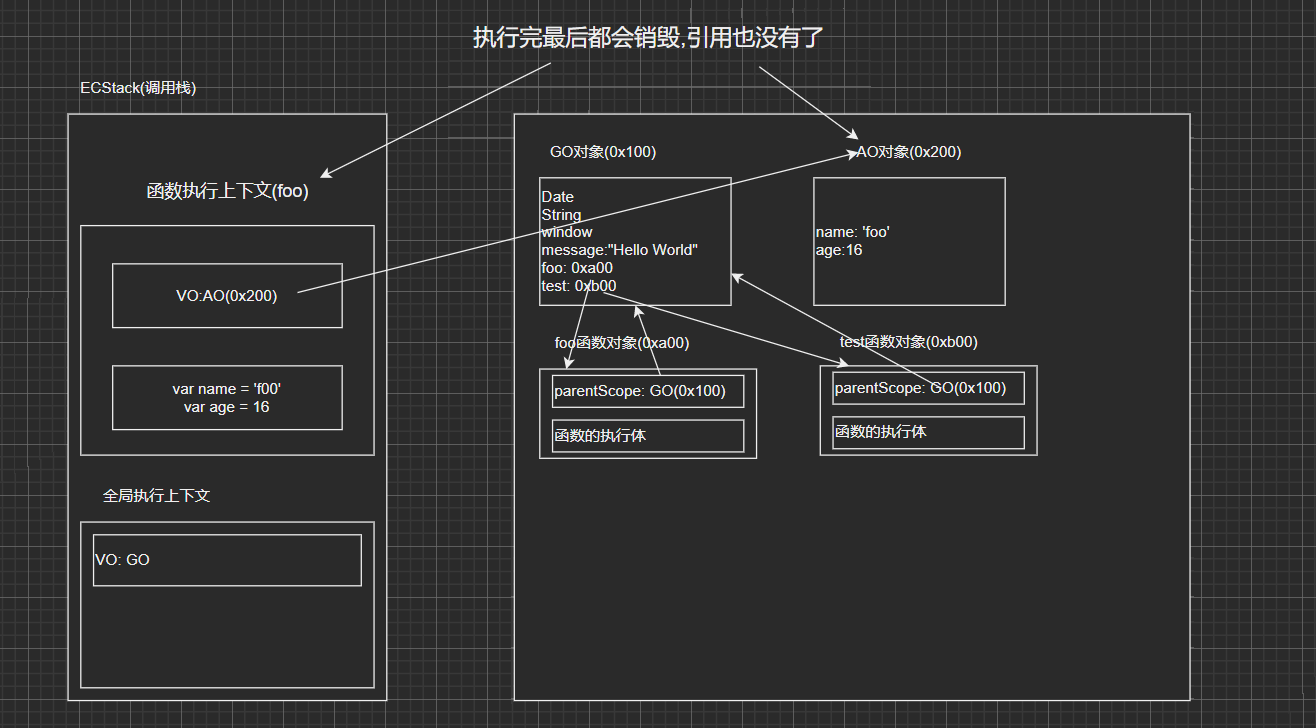 执行完最后都会销毁,引用也没有了
ECStack(调用栈)
函数执行上下文(foo)
VO:AO(0x200)
var name = 'f00'
var age = 16
全局执行上下文
VO: GO
GO对象(0x100)
Date
String
window
message:"Hello World"
foo: 0xa00
test: 0xb00
AO对象(0x200)
name: 'foo'
age:16
foo函数对象(0xa00)
parentScope: GO(0x100)
函数的执行体
test函数对象(0xb00)
parentScope: GO(0x100)
函数的执行体